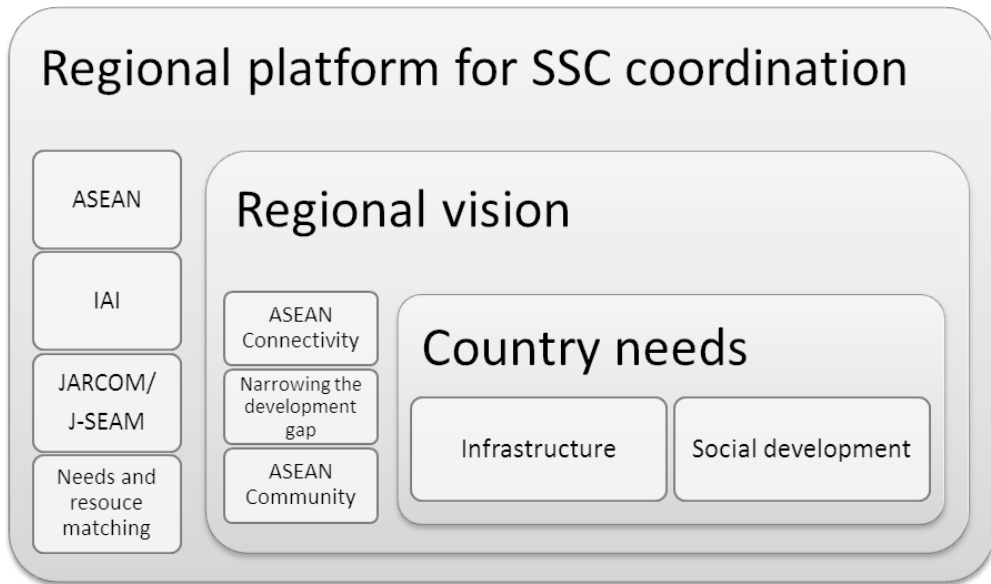 Regional platform for SSC coordination
ASEAN
IAI
JARCOM/
J-SEAM
Needs and
resouce
matching
Regional vision
ASEAN
Connectivity
Narrowing the
development
gap
ASEAN
Community
Country needs
Infrastructure
Social development